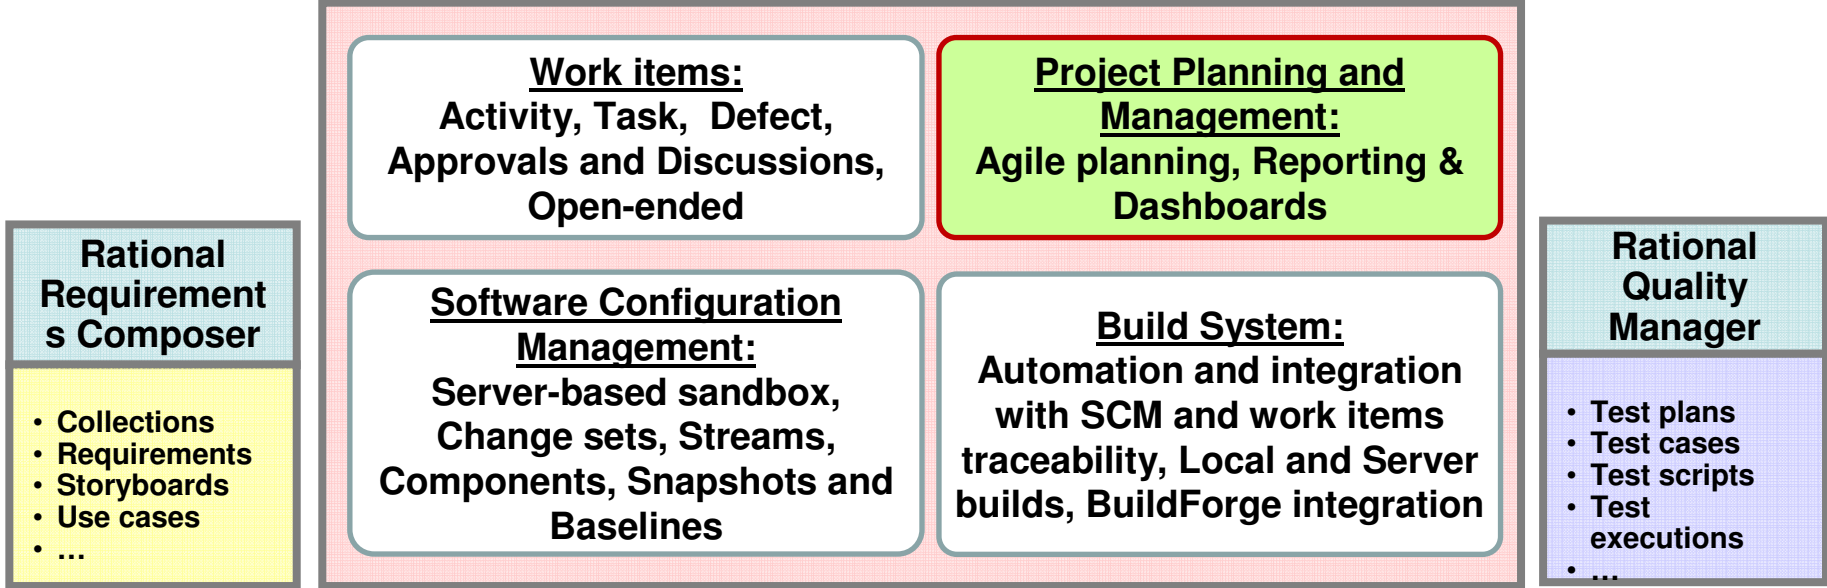 Work items:
Activity, Task,  Defect,
Approvals and Discussions,
Open-ended
Project Planning and
Management:
Agile planning, Reporting &
Dashboards
Rational
Requirement
s Composer
• Collections
• Requirements
• Storyboards
• Use cases
• ...
Software Configuration
Management:
Server-based sandbox,
Change sets, Streams,
Components, Snapshots and
Baselines
Build System:
Automation and integration
with SCM and work items
traceability, Local and Server
builds, BuildForge integration
Rational
Quality
Manager
• Test plans
• Test cases
• Test scripts
• Test
executions
• ...